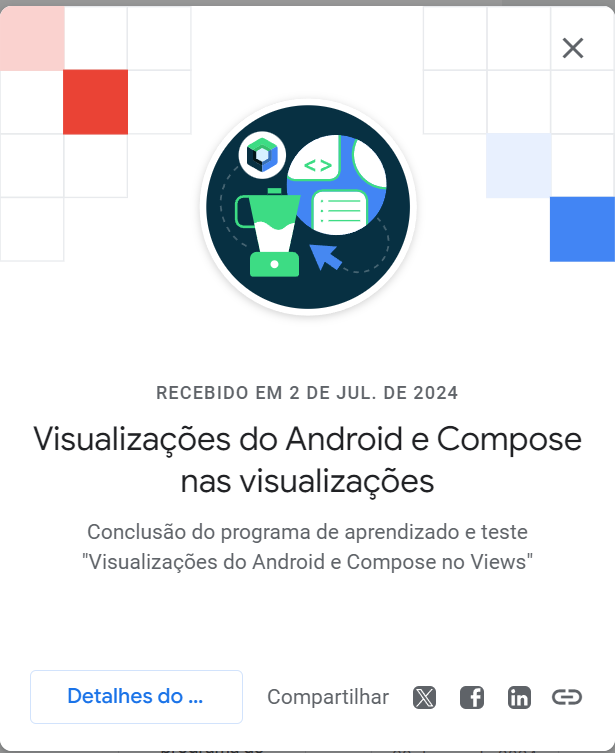 RECEBIDO EM 2 DE JUL. DE 2024
Visualizações do Android e Compose
nas visualizações
Conclusão do programa de aprendizado e teste
"Visualizações do Android e Compose no Views"
Detalhes do ...
Compartilhar